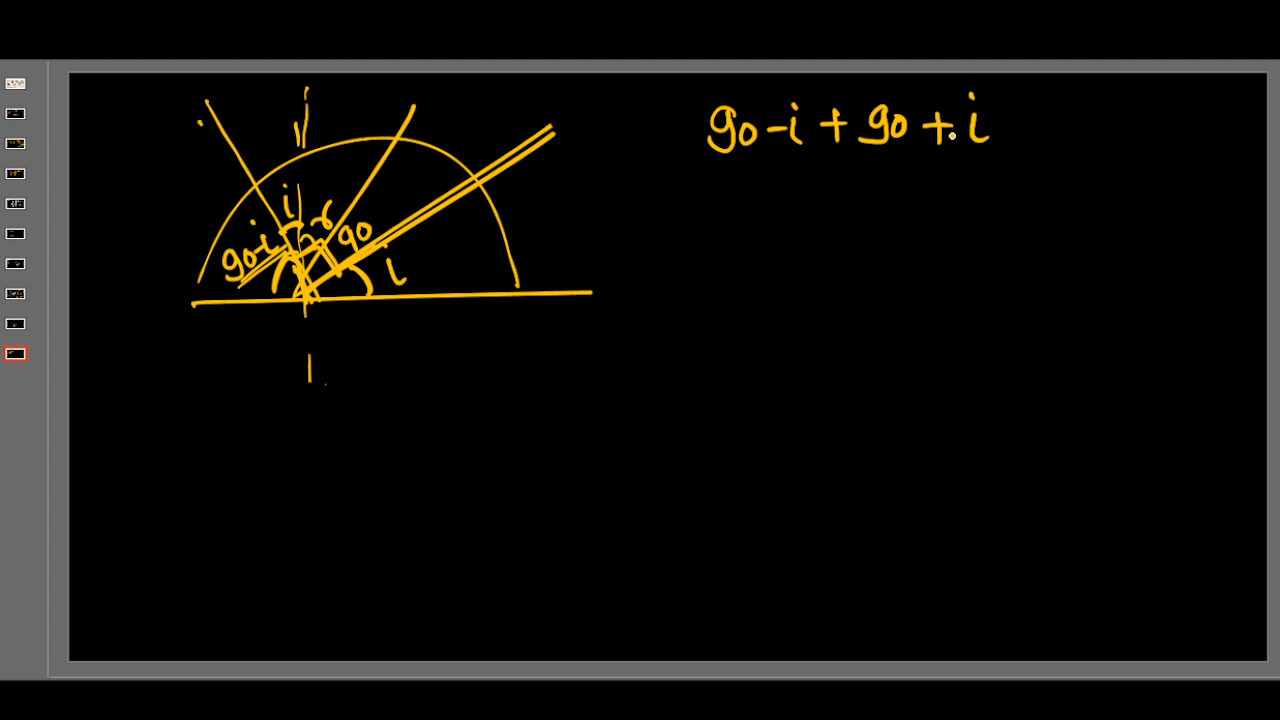 90-i + 90 + i
i
r
90-i
90
i